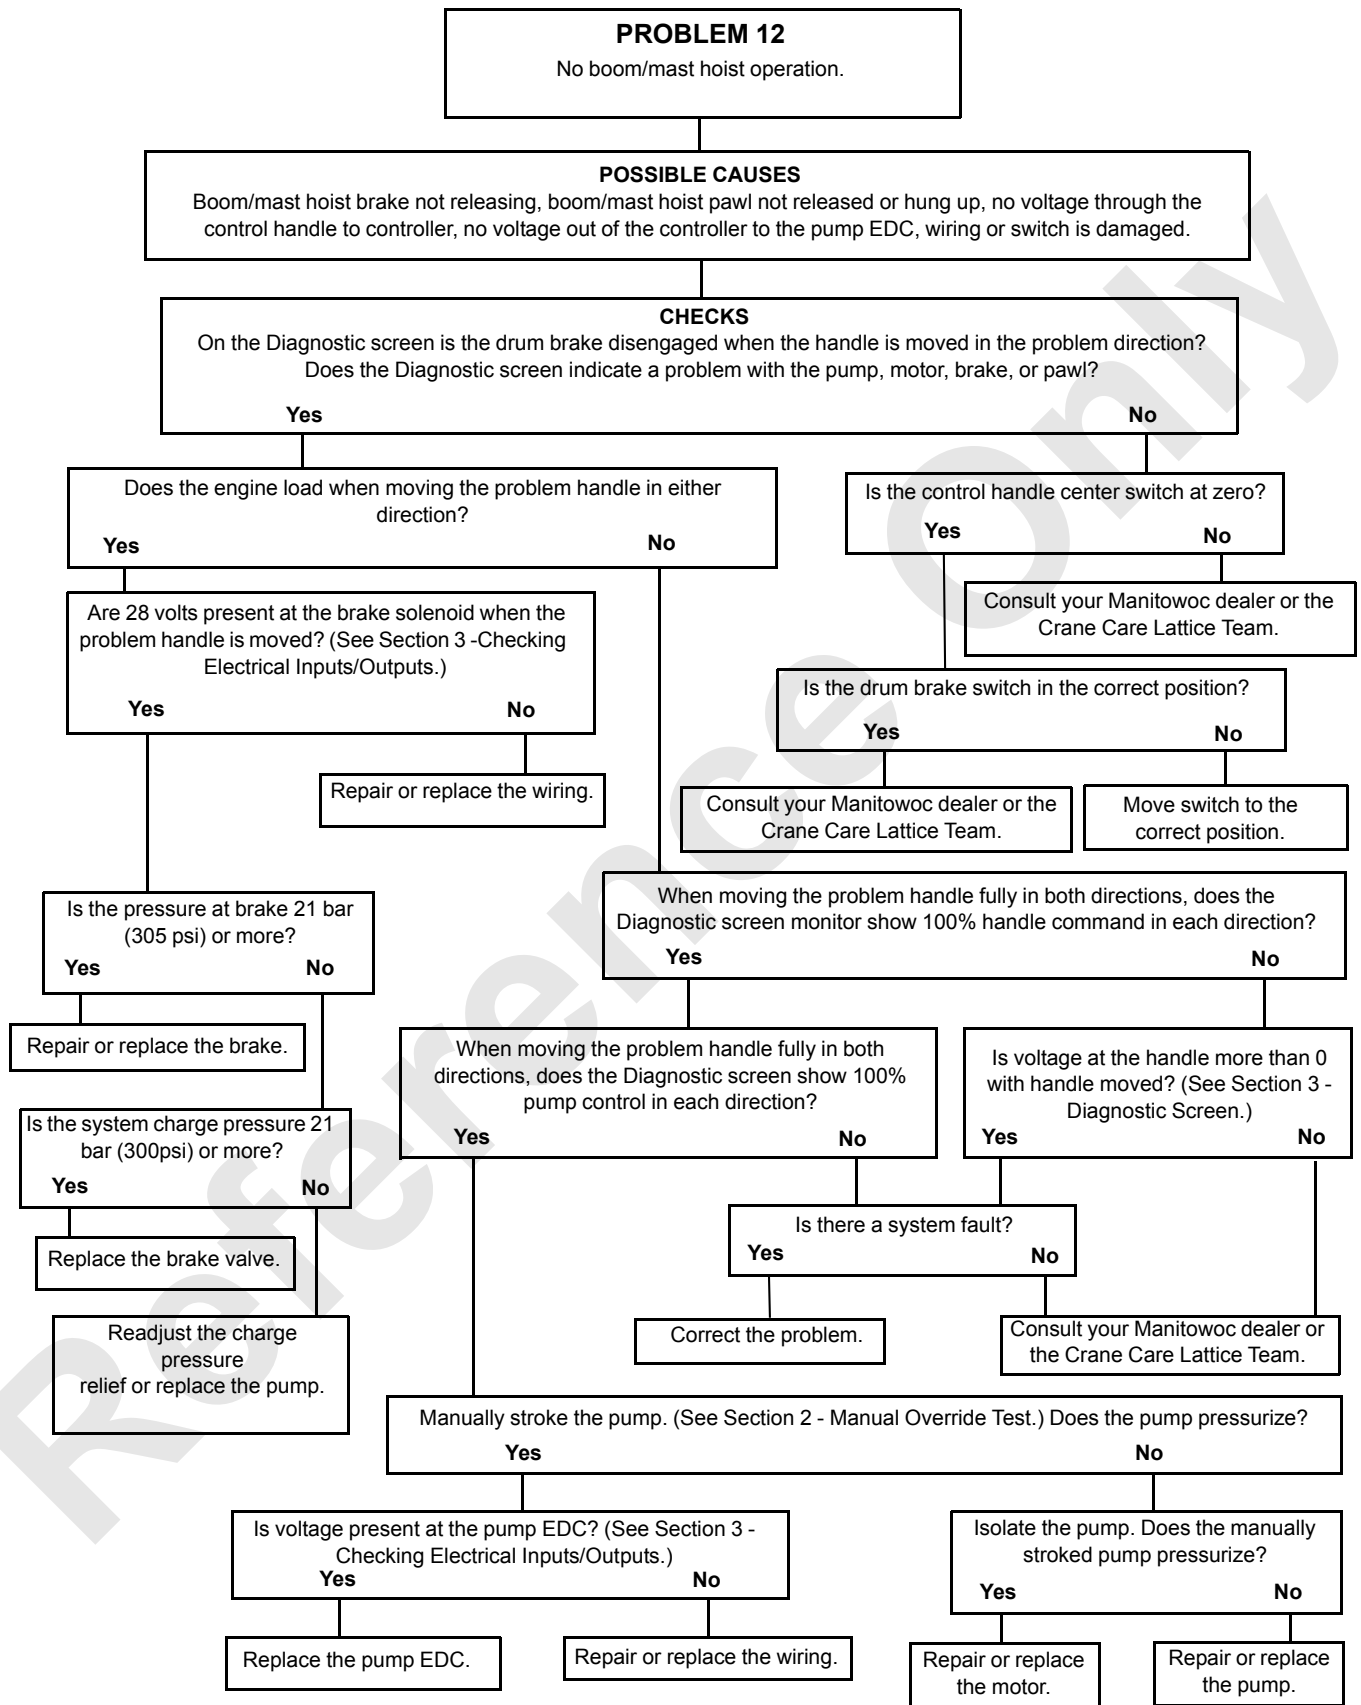 PROBLEM 12
No boom/mast hoist operation.
POSSIBLE CAUSES
Boom/mast hoist brake not releasing, boom/mast hoist pawl not released or hung up, no voltage through the
control handle to controller, no voltage out of the controller to the pump EDC, wiring or switch is damaged.
CHECKS
On the Diagnostic screen is the drum brake disengaged when the handle is moved in the problem direction?
Does the Diagnostic screen indicate a problem with the pump, motor, brake, or pawl?
Yes
No
Does the engine load when moving the problem handle in either
direction?
Yes
No
Is the control handle center switch at zero?
Yes
No
Are 28 volts present at the brake solenoid when the
problem handle is moved? (See Section 3 -Checking
Electrical Inputs/Outputs.)
Yes
No
Consult your Manitowoc dealer or the
Crane Care Lattice Team.
Is the drum brake switch in the correct position?
Yes
No
Repair or replace the wiring.
Consult your Manitowoc dealer or the
Crane Care Lattice Team.
Move switch to the
correct position.
Is the pressure at brake 21 bar
(305 psi) or more?
Yes
No
When moving the problem handle fully in both directions, does the
Diagnostic screen monitor show 100% handle command in each direction?
Yes
No
Repair or replace the brake.
When moving the problem handle fully in both
directions, does the Diagnostic screen show 100%
pump control in each direction?
Yes
No
Is voltage at the handle more than 0
with handle moved? (See Section 3 -
Diagnostic Screen.)
Yes
No
Is the system charge pressure 21
bar (300psi) or more?
Yes
No
Is there a system fault?
Yes
No
Replace the brake valve.
Readjust the charge
pressure
relief or replace the pump.
Correct the problem.
Consult your Manitowoc dealer or
the Crane Care Lattice Team.
Manually stroke the pump. (See Section 2 - Manual Override Test.) Does the pump pressurize?
Yes
No
Is voltage present at the pump EDC? (See Section 3 -
Checking Electrical Inputs/Outputs.)
Yes
No
Isolate the pump. Does the manually
stroked pump pressurize?
Yes
No
Replace the pump EDC.
Repair or replace the wiring.
Repair or replace
the motor.
Repair or replace
the pump.
Reference Only